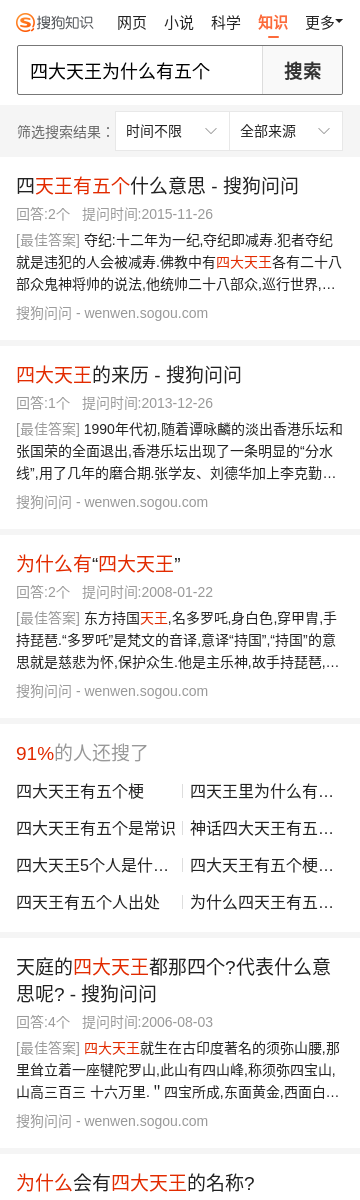 搜狗知识 网页 小说 科学 知识 更多
四大天王为什么有五个 搜索
筛选搜索结果： 时间不限 全部来源
四天王有五个什么意思 - 搜狗问问
回答:2个 提问时间:2015-11-26
[最佳答案] 夺纪:十二年为一纪,夺纪即减寿.犯者夺纪
就是违犯的人会被减寿.佛教中有四大天王各有二十八
部众鬼神将帅的说法,他统帅二十八部众,巡行世界,...
搜狗问问 - wenwen.sogou.com
四大天王的来历 - 搜狗问问
回答:1个 提问时间:2013-12-26
[最佳答案] 1990年代初,随着谭咏麟的淡出香港乐坛和
张国荣的全面退出,香港乐坛出现了一条明显的“分水
线”,用了几年的磨合期.张学友、刘德华加上李克勤...
搜狗问问 - wenwen.sogou.com
为什么有“四大天王”
回答:2个 提问时间:2008-01-22
[最佳答案] 东方持国天王,名多罗吒,身白色,穿甲胄,手
持琵琶.“多罗吒”是梵文的音译,意译“持国”,“持国”的意
思就是慈悲为怀,保护众生.他是主乐神,故手持琵琶,...
搜狗问问 - wenwen.sogou.com
91%的人还搜了
四大天王有五个梗 四天王里为什么有...
四大天王有五个是常识 神话四大天王有五...
四大天王5个人是什... 四大天王有五个梗...
四天王有五个人出处 为什么四天王有五...
天庭的四大天王都那四个?代表什么意
思呢? - 搜狗问问
回答:4个 提问时间:2006-08-03
[最佳答案] 四大天王就生在古印度著名的须弥山腰,那
里耸立着一座犍陀罗山,此山有四山峰,称须弥四宝山,
山高三百三 十六万里. " 四宝所成,东面黄金,西面白...
搜狗问问 - wenwen.sogou.com
为什么会有四大天王的名称?